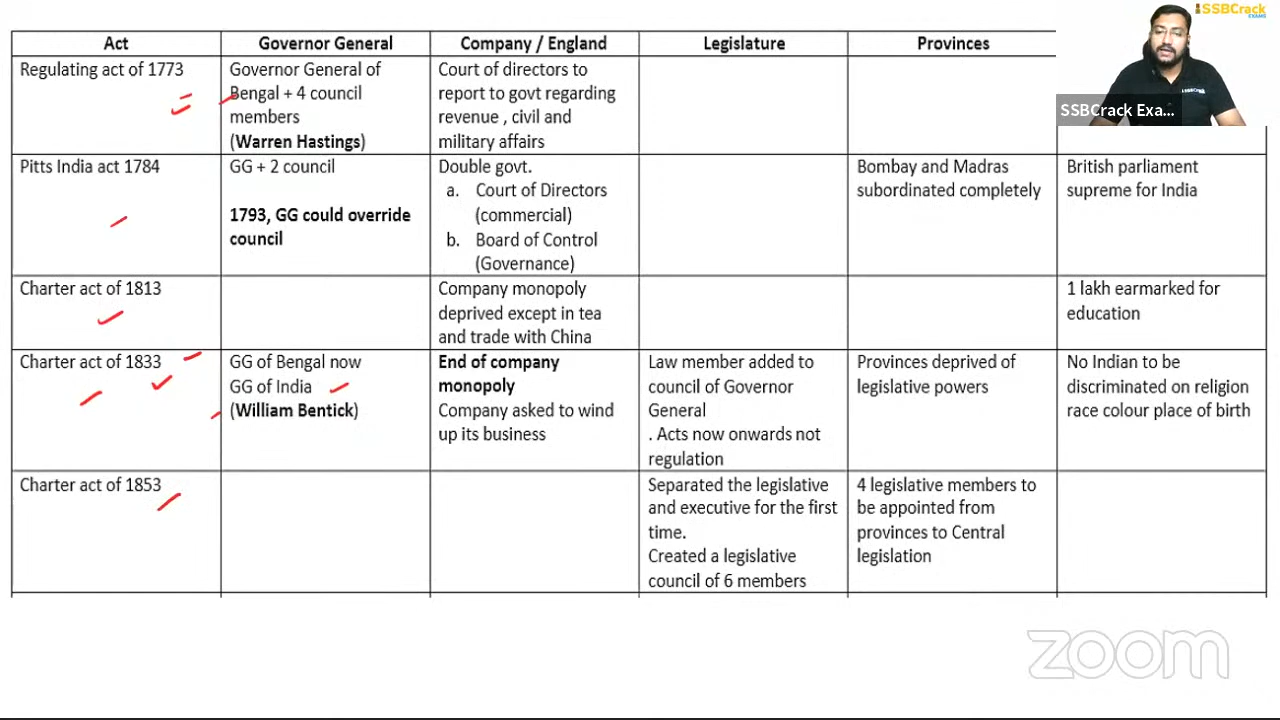 SSBCrack
EXAMS
Act
Governor General
Company / England
Legislature
Provinces
SSBCrack Exa...
Regulating act of 1773
Governor General of
Bengal + 4 council
members
(Warren Hastings)
Court of directors to
report to govt regarding
revenue , civil and
military affairs
Pitts India act 1784
GG + 2 council
1793, GG could override
council
Double govt.
a. Court of Directors
(commercial)
b. Board of Control
(Governance)
Bombay and Madras
subordinated completely
British parliament
supreme for India
Charter act of 1813
Company monopoly
deprived except in tea
and trade with China
1 lakh earmarked for
education
Charter act of 1833
GG of Bengal now
GG of India
(William Bentick)
End of company
monopoly
Company asked to wind
up its business
Law member added to
council of Governor
General
. Acts now onwards not
regulation
Provinces deprived of
legislative powers
No Indian to be
discriminated on religion
race colour place of birth
Charter act of 1853
Separated the legislative
and executive for the first
time.
Created a legislative
council of 6 members
4 legislative members to
be appointed from
provinces to Central
legislation
zoom